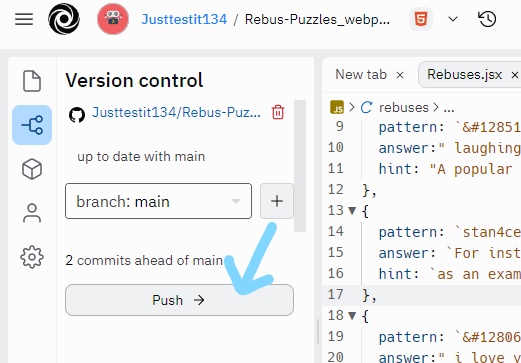 Justtestit134 / Rebus-Puzzles_webp...
Version control
Justtestit134/Rebus-Puz...
up to date with main
branch: main
+
2 commits ahead of main
Push →
New tab × Rebuses.jsx ×
JS > rebuses > ...
9 pattern: `&#12851
10 answer:" laughing
11 hint: "A popular
12 },
13 {
14 pattern: `stan4ce
15 answer: `For inst
16 hint: `as an exam
17 },
18 {
19 pattern: `&#12806
20 answer:" i love y